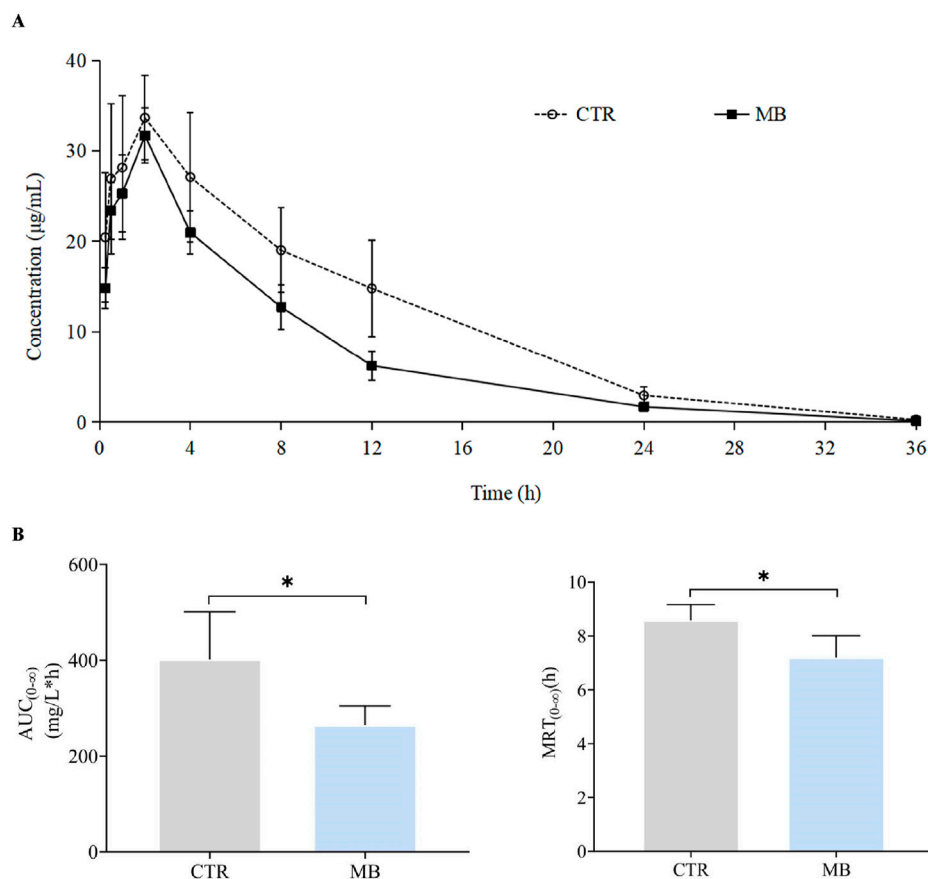 A
40
30
20
10
0
Concentration (μg/mL)
CTR
MB
0 4 8 12 16 20 24 28 32 36
Time (h)
B
600
400
200
0
AUC(0-∞)
(mg/L*h)
*
CTR MB
10
8
6
4
2
0
MRT(0-∞)(h)
*
CTR MB